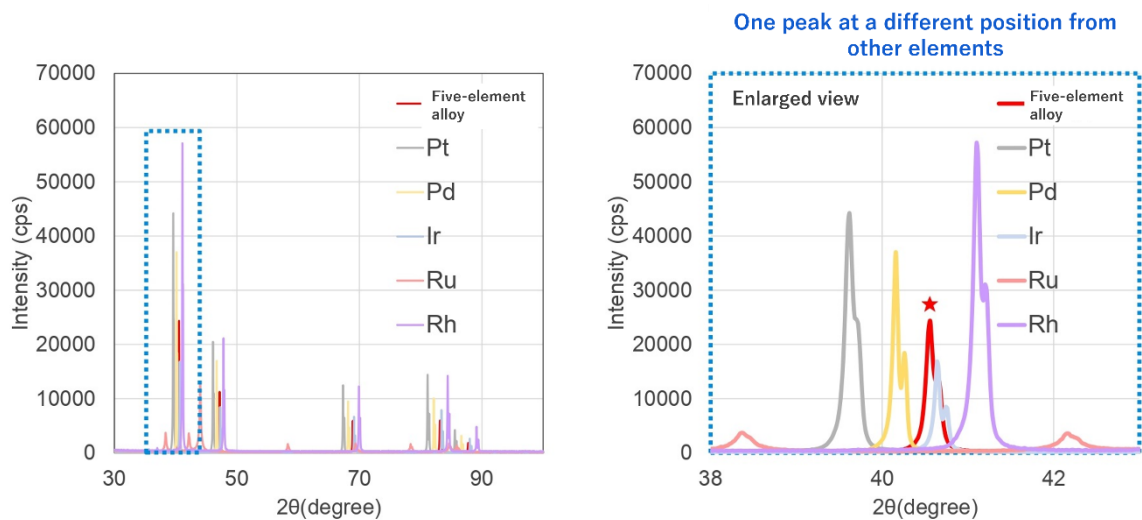 One peak at a different position from
other elements
70000
60000
50000
40000
30000
20000
10000
0
30
50
70
90
Intensity (cps)
2θ(degree)
Five-element
alloy
Pt
Pd
Ir
Ru
Rh
70000
60000
50000
40000
30000
20000
10000
0
38
40
42
Intensity (cps)
2θ(degree)
Enlarged view
Five-element
alloy
Pt
Pd
Ir
Ru
Rh